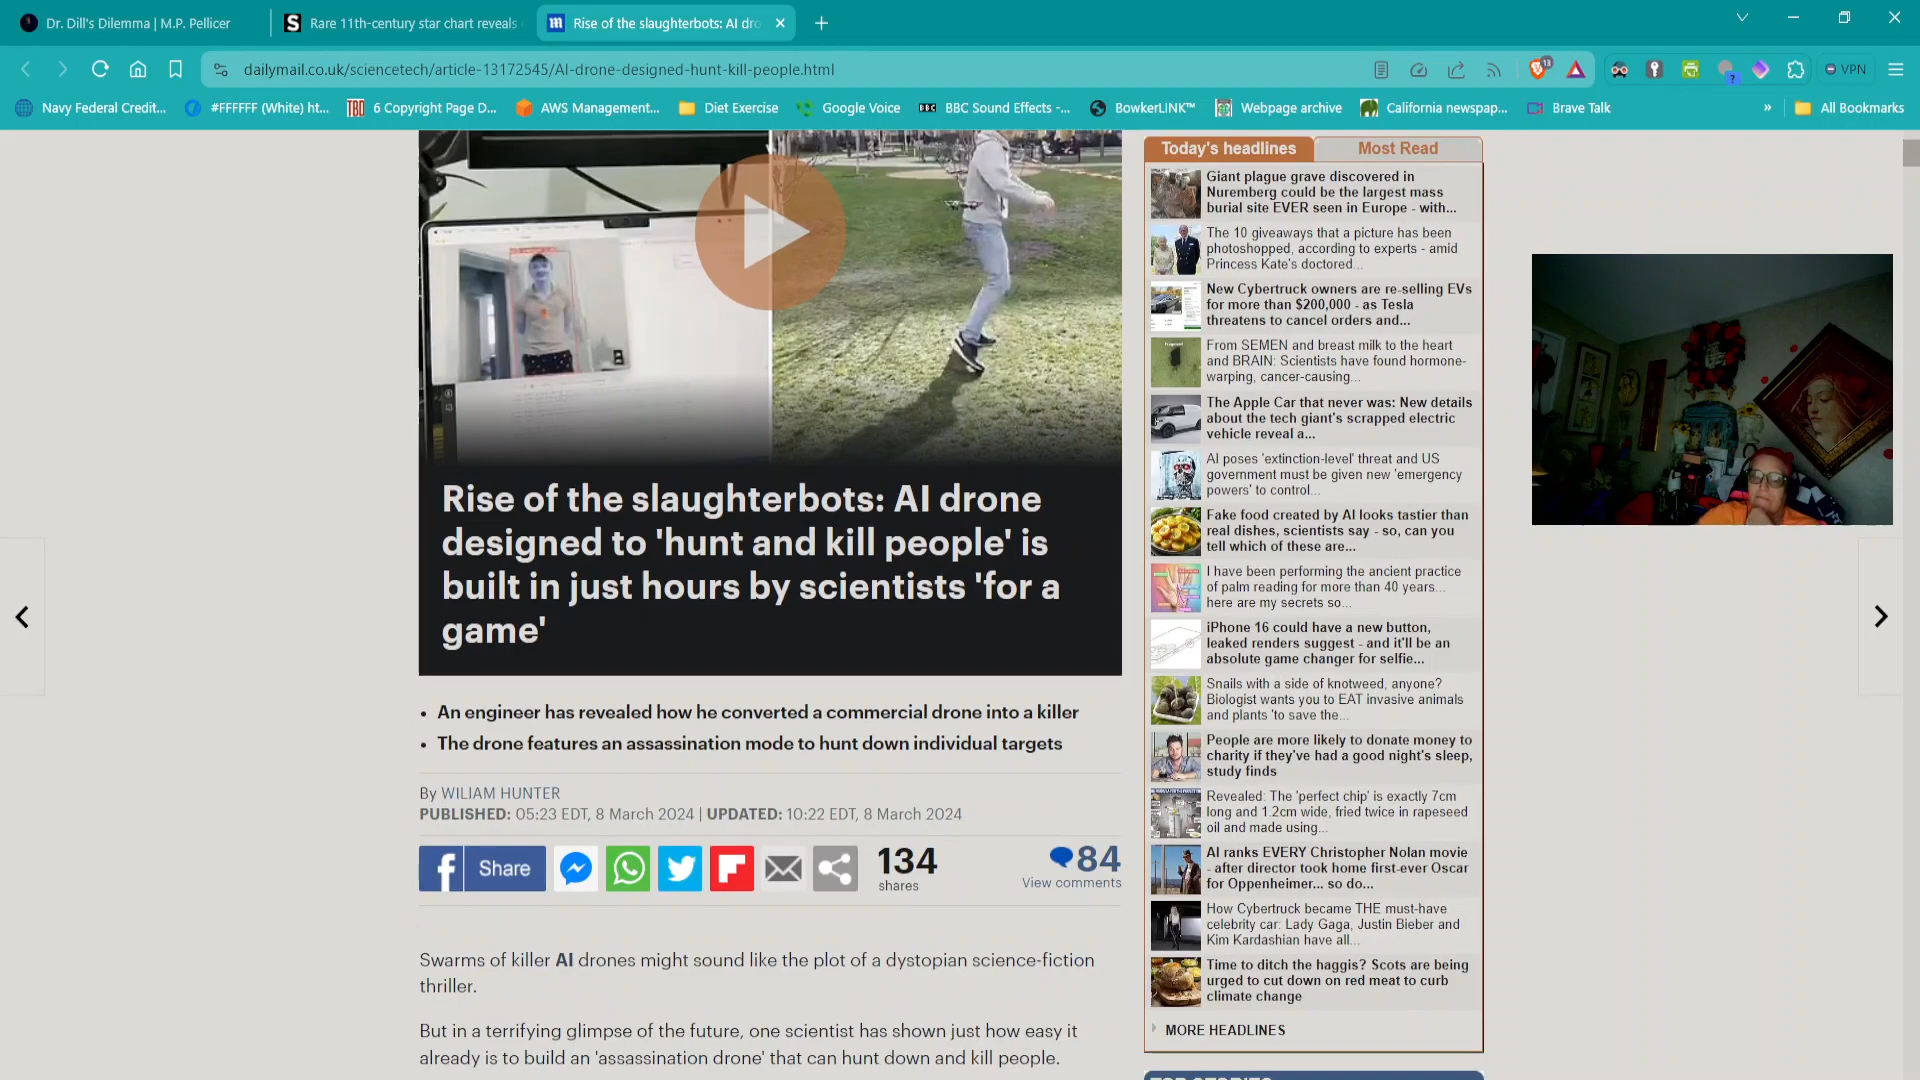 Dr. Dill's Dilemma | M.P. Pellicer
Rare 11th-century star chart reveals
Rise of the slaughterbots: AI dro
dailymail.co.uk/sciencetech/article-13172545/AI-drone-designed-hunt-kill-people.html
13
VPN
Navy Federal Credit...
#FFFFFF (White) ht...
6 Copyright Page D...
AWS Management...
Diet Exercise
Google Voice
BBC
BBC Sound Effects -...
BowkerLINK™
Webpage archive
California newspap...
Brave Talk
»
All Bookmarks
Rise of the slaughterbots: AI drone
designed to 'hunt and kill people' is
built in just hours by scientists 'for a
game'
• An engineer has revealed how he converted a commercial drone into a killer
• The drone features an assassination mode to hunt down individual targets
By WILIAM HUNTER
PUBLISHED: 05:23 EDT, 8 March 2024 | UPDATED: 10:22 EDT, 8 March 2024
Share
134
shares
84
View comments
Swarms of killer AI drones might sound like the plot of a dystopian science-fiction
thriller.
But in a terrifying glimpse of the future, one scientist has shown just how easy it
already is to build an 'assassination drone' that can hunt down and kill people.
Today's headlines
Most Read
Giant plague grave discovered in
Nuremberg could be the largest mass
burial site EVER seen in Europe - with...
The 10 giveaways that a picture has been
photoshopped, according to experts - amid
Princess Kate's doctored...
New Cybertruck owners are re-selling EVs
for more than $200,000 - as Tesla
threatens to cancel orders and...
From SEMEN and breast milk to the heart
and BRAIN: Scientists have found hormone-
warping, cancer-causing...
The Apple Car that never was: New details
about the tech giant's scrapped electric
vehicle reveal a...
AI poses 'extinction-level' threat and US
government must be given new 'emergency
powers' to control...
Fake food created by AI looks tastier than
real dishes, scientists say - so, can you
tell which of these are...
I have been performing the ancient practice
of palm reading for more than 40 years...
here are my secrets so...
iPhone 16 could have a new button,
leaked renders suggest - and it'll be an
absolute game changer for selfie...
Snails with a side of knotweed, anyone?
Biologist wants you to EAT invasive animals
and plants 'to save the...
People are more likely to donate money to
charity if they've had a good night's sleep,
study finds
Revealed: The 'perfect chip' is exactly 7cm
long and 1.2cm wide, fried twice in rapeseed
oil and made using...
AI ranks EVERY Christopher Nolan movie
- after director took home first-ever Oscar
for Oppenheimer... so do...
How Cybertruck became THE must-have
celebrity car: Lady Gaga, Justin Bieber and
Kim Kardashian have all...
Time to ditch the haggis? Scots are being
urged to cut down on red meat to curb
climate change
MORE HEADLINES
TOP STORIES